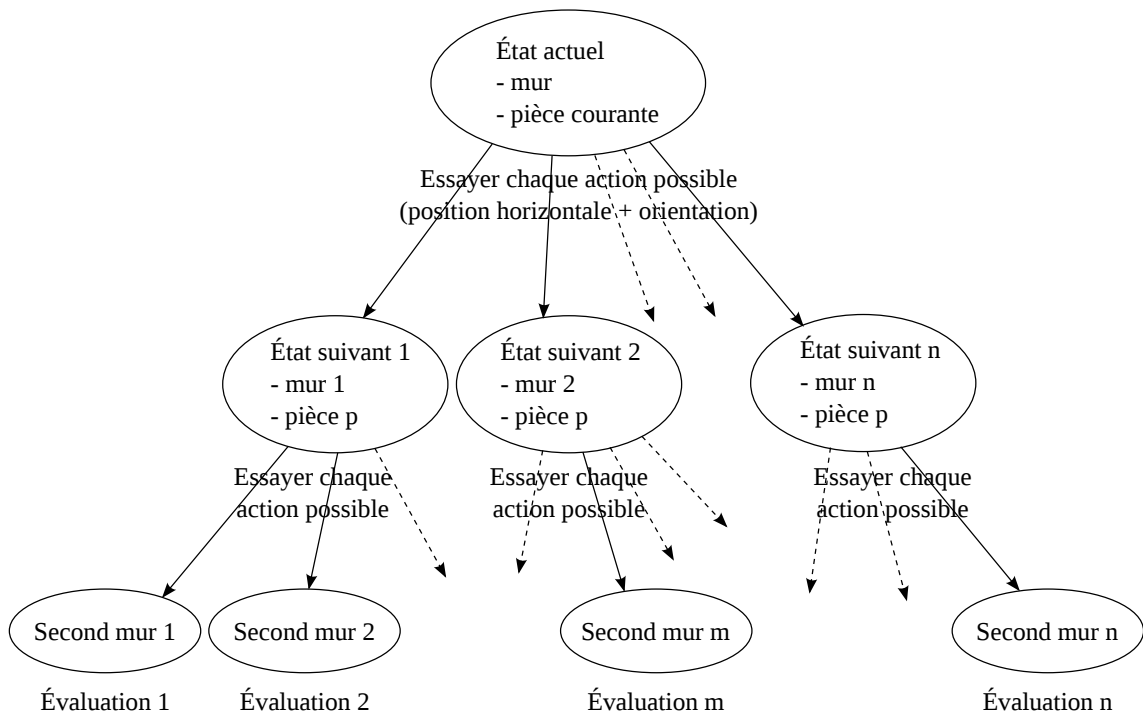 État actuel
- mur
- pièce courante
Essayer chaque action possible
(position horizontale + orientation)
État suivant 1
- mur 1
- pièce p
État suivant 2
- mur 2
- pièce p
État suivant n
- mur n
- pièce p
Essayer chaque
action possible
Essayer chaque
action possible
Essayer chaque
action possible
Second mur 1
Second mur 2
Second mur m
Second mur n
Évaluation 1
Évaluation 2
Évaluation m
Évaluation n